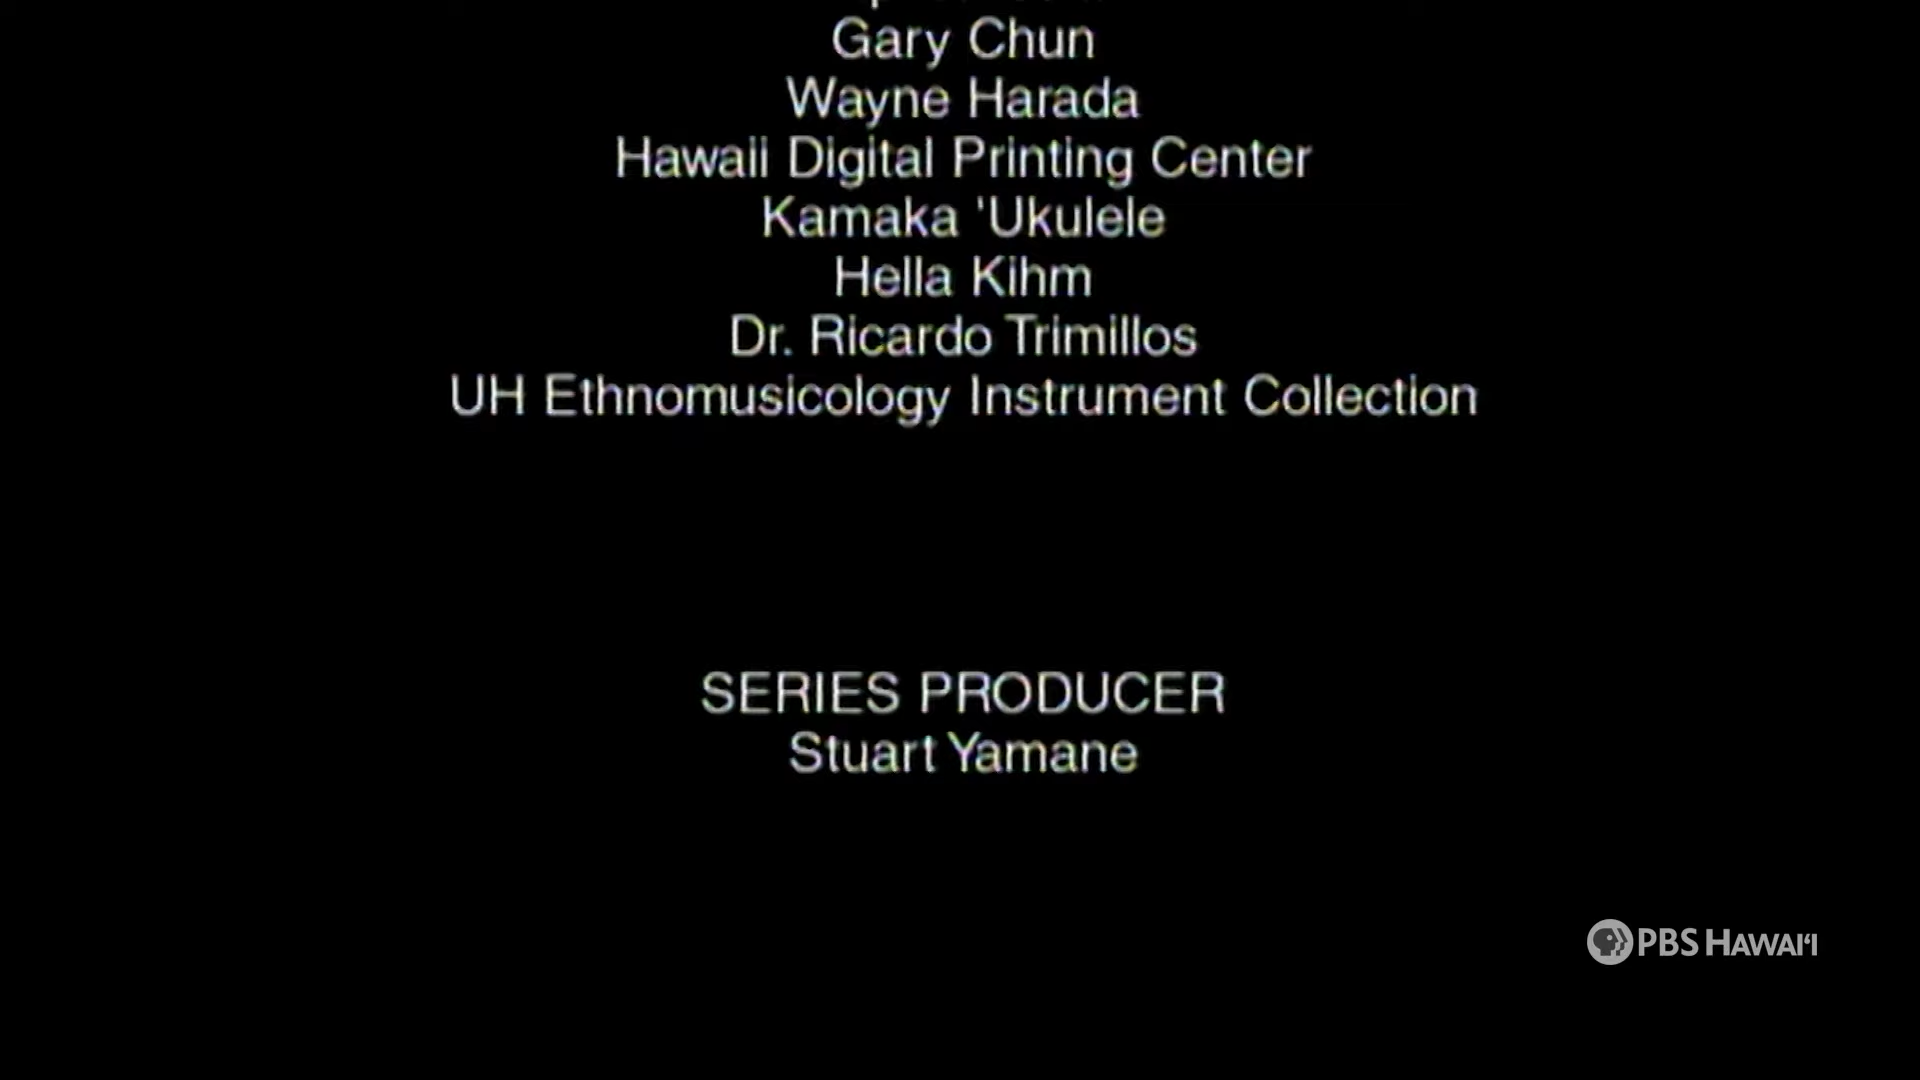 Gary Chun
Wayne Harada
Hawaii Digital Printing Center
Kamaka 'Ukulele
Hella Kihm
Dr. Ricardo Trimillos
UH Ethnomusicology Instrument Collection
SERIES PRODUCER
Stuart Yamane
PBS HAWAIʻI